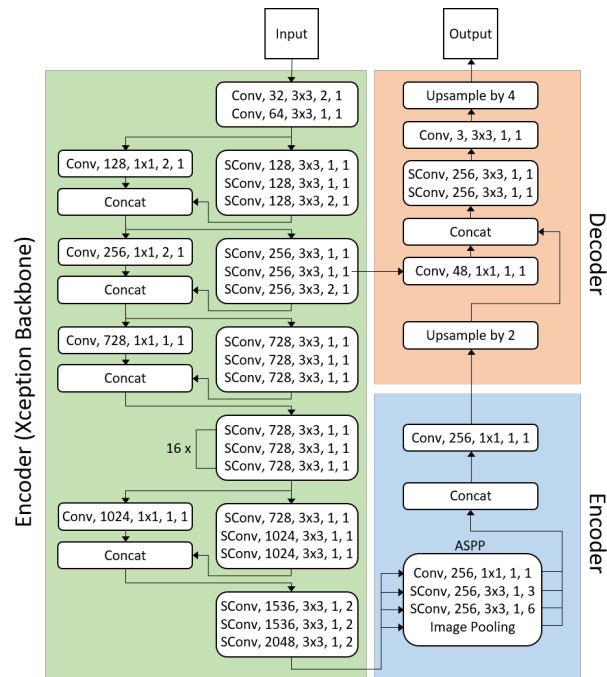 Input
Output
Encoder (Xception Backbone)
Conv, 32, 3x3, 2, 1
Conv, 64, 3x3, 1, 1
Conv, 128, 1x1, 2, 1
Concat
SConv, 128, 3x3, 1, 1
SConv, 128, 3x3, 1, 1
SConv, 128, 3x3, 2, 1
Conv, 256, 1x1, 2, 1
Concat
SConv, 256, 3x3, 1, 1
SConv, 256, 3x3, 1, 1
SConv, 256, 3x3, 2, 1
Conv, 728, 1x1, 1, 1
Concat
SConv, 728, 3x3, 1, 1
SConv, 728, 3x3, 1, 1
SConv, 728, 3x3, 1, 1
16 x
SConv, 728, 3x3, 1, 1
SConv, 728, 3x3, 1, 1
SConv, 728, 3x3, 1, 1
Conv, 1024, 1x1, 1, 1
Concat
SConv, 728, 3x3, 1, 1
SConv, 1024, 3x3, 1, 1
SConv, 1024, 3x3, 1, 1
SConv, 1536, 3x3, 1, 2
SConv, 1536, 3x3, 1, 2
SConv, 2048, 3x3, 1, 2
Decoder
Upsample by 4
Conv, 3, 3x3, 1, 1
SConv, 256, 3x3, 1, 1
SConv, 256, 3x3, 1, 1
Concat
Conv, 48, 1x1, 1, 1
Upsample by 2
Encoder
Conv, 256, 1x1, 1, 1
Concat
ASPP
Conv, 256, 1x1, 1, 1
SConv, 256, 3x3, 1, 3
SConv, 256, 3x3, 1, 6
Image Pooling